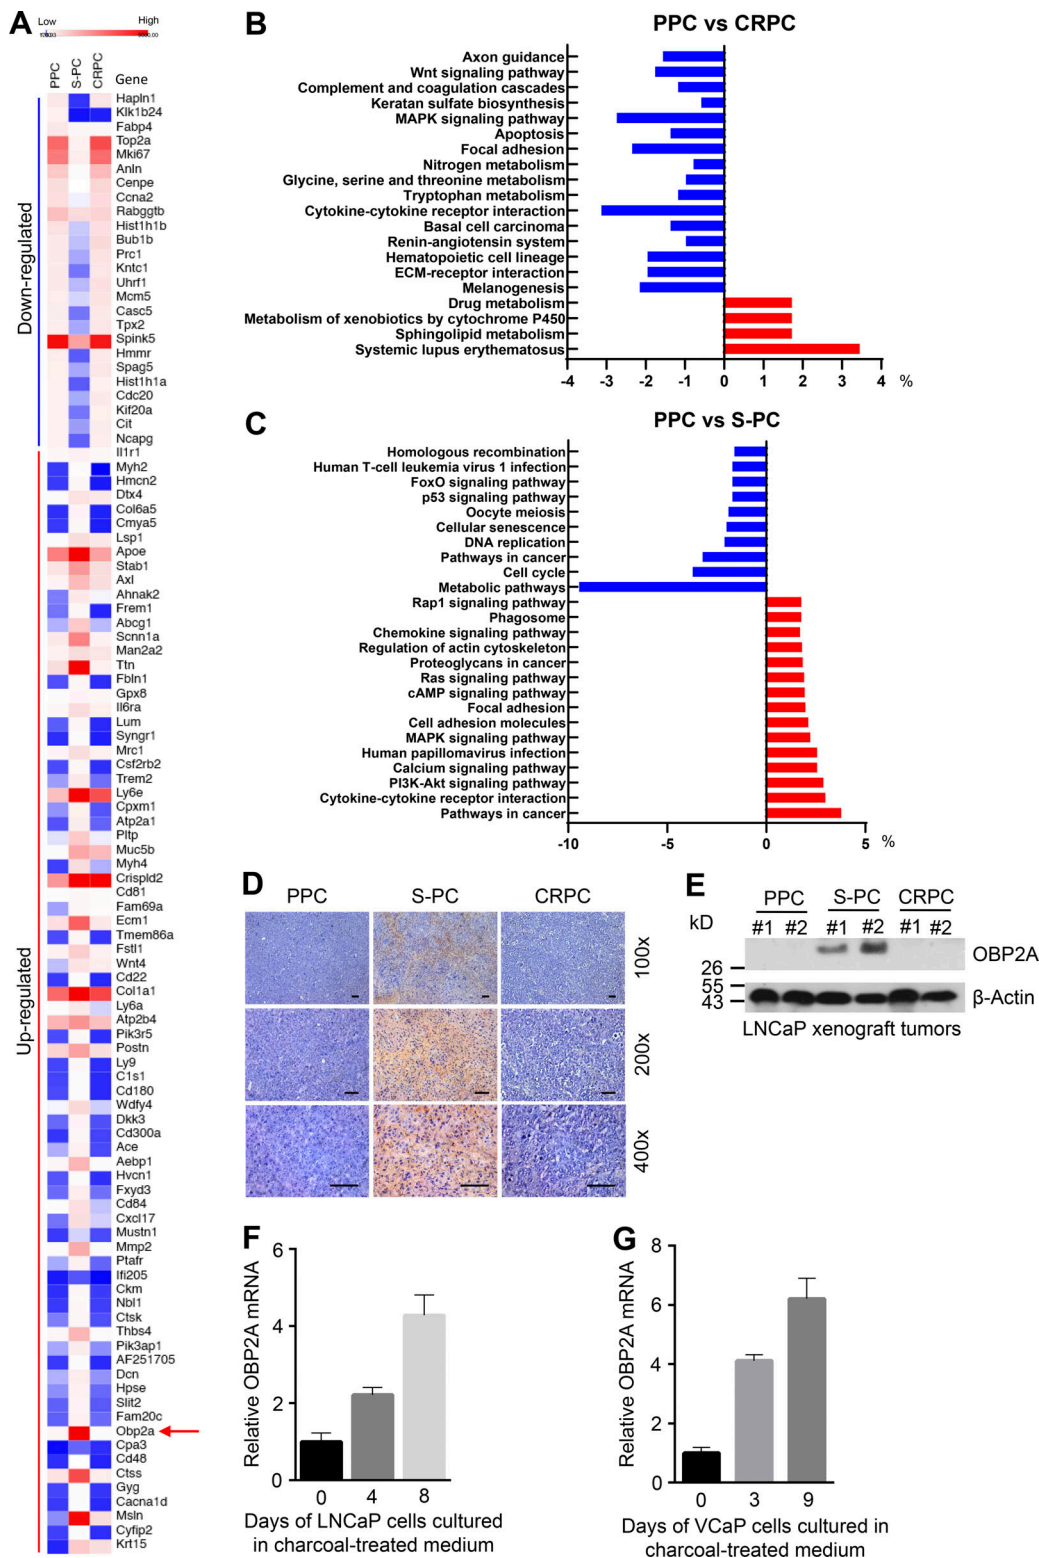 A
Low
High
PPC
S-PC
CRPC
Gene
Down-regulated
Hapln1
Klk1b24
Fabp4
Top2a
Mki67
Anln
Cenpe
Ccna2
Rabggtb
Hist1h1b
Bub1b
Prc1
Kntc1
Uhrf1
Mcm5
Casc5
Tpx2
Spink5
Hmmr
Spag5
Hist1h1a
Cdc20
Kif20a
Cit
Ncapg
Up-regulated
Il1r1
Myh2
Hmcn2
Dtx4
Col6a5
Cmya5
Lsp1
Apoe
Stab1
Axl
Ahnak2
Frem1
Abcg1
Scnn1a
Man2a2
Ttn
Fbln1
Gpx8
Il6ra
Lum
Syngr1
Mrc1
Csf2rb2
Trem2
Ly6e
Cpxm1
Atp2a1
Pltp
Muc5b
Myh4
Crispld2
Cd81
Fam69a
Ecm1
Tmem86a
Fstl1
Wnt4
Cd22
Col1a1
Ly6a
Atp2b4
Pik3r5
Postn
Ly9
C1s1
Cd180
Wdfy4
Dkk3
Cd300a
Ace
Aebp1
Hvcn1
Fxyd3
Cd84
Cxcl17
Mustn1
Mmp2
Ptafr
Ifi205
Ckm
Nbl1
Ctsk
Thbs4
Pik3ap1
AF251705
Dcn
Hpse
Slit2
Fam20c
Obp2a
Cpa3
Cd48
Ctss
Gyg
Cacna1d
Msln
Cyfip2
Krt15
B
PPC vs CRPC
Axon guidance
Wnt signaling pathway
Complement and coagulation cascades
Keratan sulfate biosynthesis
MAPK signaling pathway
Apoptosis
Focal adhesion
Nitrogen metabolism
Glycine, serine and threonine metabolism
Tryptophan metabolism
Cytokine-cytokine receptor interaction
Basal cell carcinoma
Renin-angiotensin system
Hematopoietic cell lineage
ECM-receptor interaction
Melanogenesis
Drug metabolism
Metabolism of xenobiotics by cytochrome P450
Sphingolipid metabolism
Systemic lupus erythematosus
-4 -3 -2 -1 0 1 2 3 4 %
C
PPC vs S-PC
Homologous recombination
Human T-cell leukemia virus 1 infection
FoxO signaling pathway
p53 signaling pathway
Oocyte meiosis
Cellular senescence
DNA replication
Pathways in cancer
Cell cycle
Metabolic pathways
Rap1 signaling pathway
Phagosome
Chemokine signaling pathway
Regulation of actin cytoskeleton
Proteoglycans in cancer
Ras signaling pathway
cAMP signaling pathway
Focal adhesion
Cell adhesion molecules
MAPK signaling pathway
Human papillomavirus infection
Calcium signaling pathway
PI3K-Akt signaling pathway
Cytokine-cytokine receptor interaction
Pathways in cancer
-10 -5 0 5 %
D
PPC S-PC CRPC
100x
200x
400x
E
PPC S-PC CRPC
kD
#1 #2 #1 #2 #1 #2
OBP2A
26
55
43
β-Actin
LNCaP xenograft tumors
F
Relative OBP2A mRNA
6
4
2
0
0 4 8
Days of LNCaP cells cultured
in charcoal-treated medium
G
Relative OBP2A mRNA
8
6
4
2
0
0 3 9
Days of VCaP cells cultured in
charcoal-treated medium